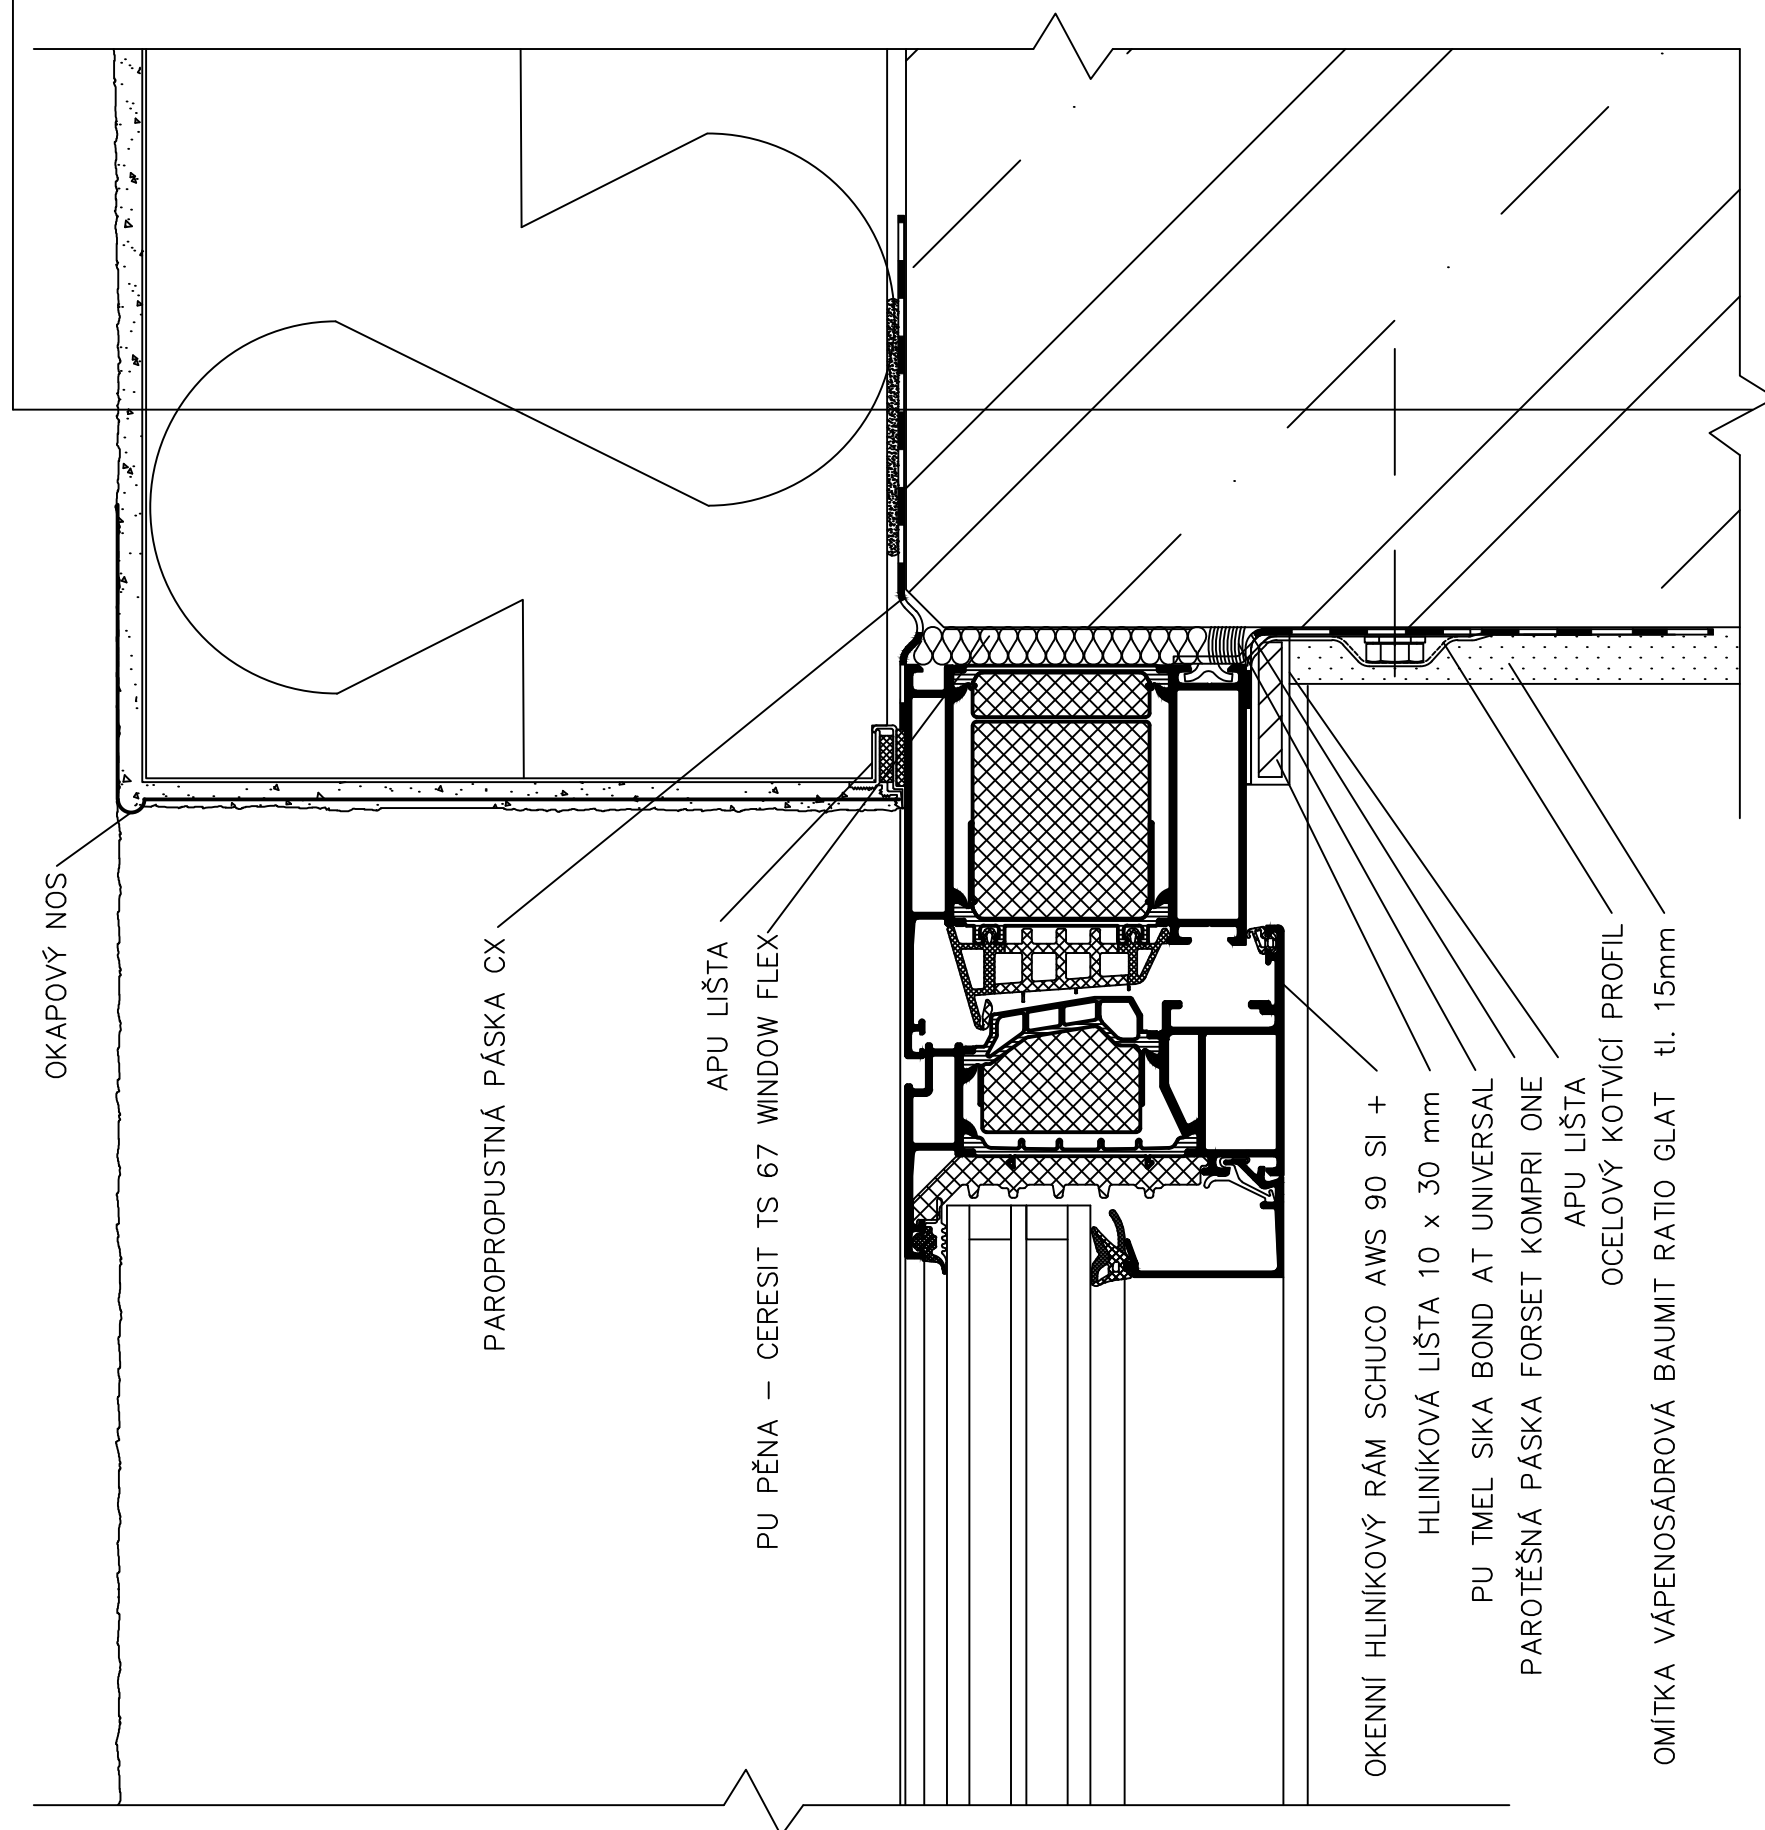 OKAPOVÝ NOS
PAROPROPUSTNÁ PÁSKA CX
APU LIŠTA
PU PĚNA – CERESIT TS 67 WINDOW FLEX
OKENNÍ HLINÍKOVÝ RÁM SCHUCO AWS 90 SI +
HLINÍKOVÁ LIŠTA 10 x 30 mm
PU TMEL SIKA BOND AT UNIVERSAL
PAROTĚŠNÁ PÁSKA FORSET KOMPRI ONE
APU LIŠTA
OCELOVÝ KOTVÍCÍ PROFIL
OMÍTKA VÁPENOSÁDROVÁ BAUMIT RATIO GLAT tl. 15mm